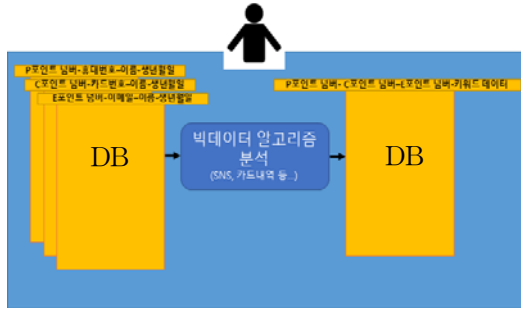 P포인트 넘버-휴대번호-이름-생년월일
C포인트 넘버-카드번호-이름-생년월일
E포인트 넘버-이메일-이름-생년월일
DB
빅데이터 알고리즘
분석
(SNS, 카드내역 등...)
P포인트 넘버- C포인트 넘버-E포인트 넘버-키워드 데이터
DB